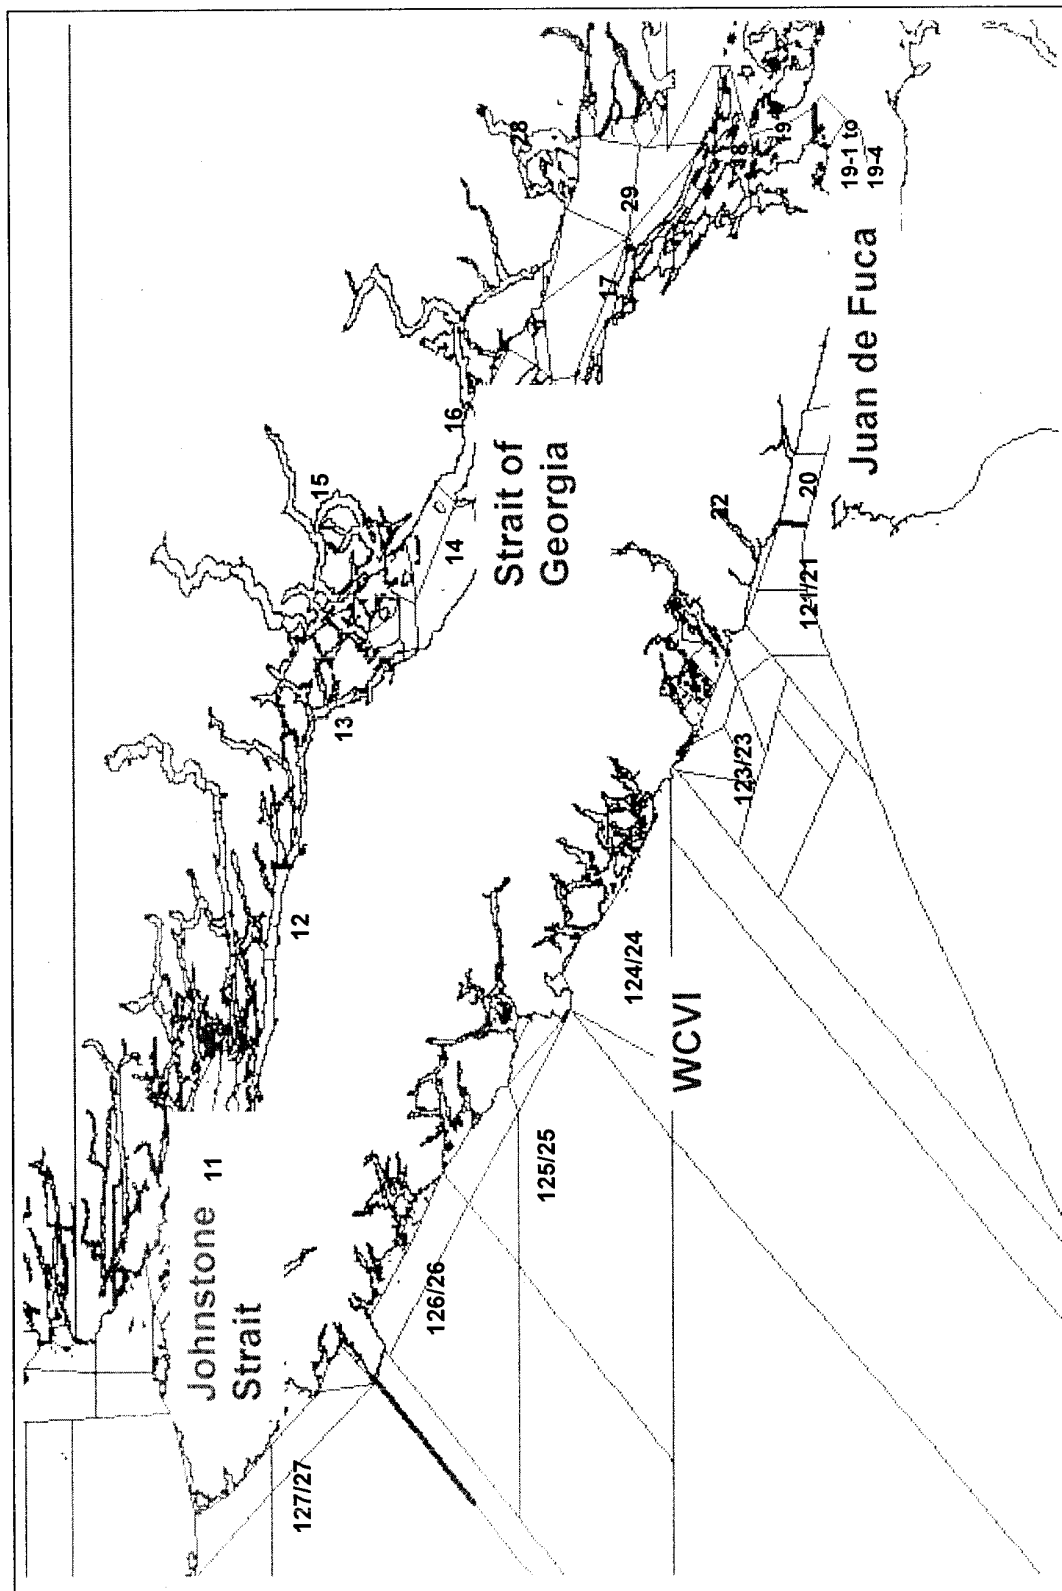 11
Johnstone
Strait
12
13
15
14
16
Strait of
Georgia
28
29
17
18
19
19-1 to
19-4
Juan de Fuca
20
22
121/21
123/23
124/24
WCVI
125/25
126/26
127/27